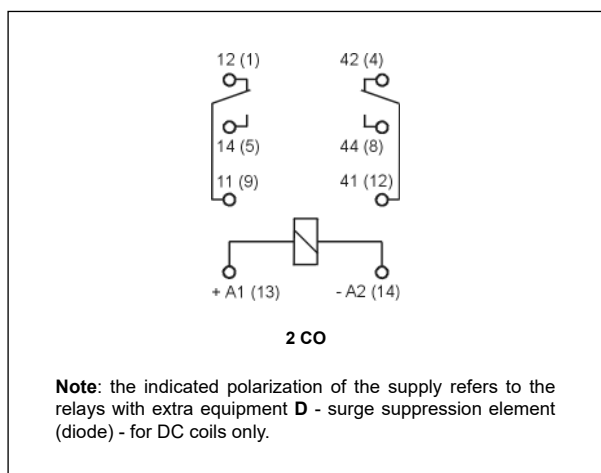 12 (1)
42 (4)
14 (5)
44 (8)
11 (9)
41 (12)
+ A1 (13)
- A2 (14)
2 CO
Note: the indicated polarization of the supply refers to the
relays with extra equipment D - surge suppression element
(diode) - for DC coils only.